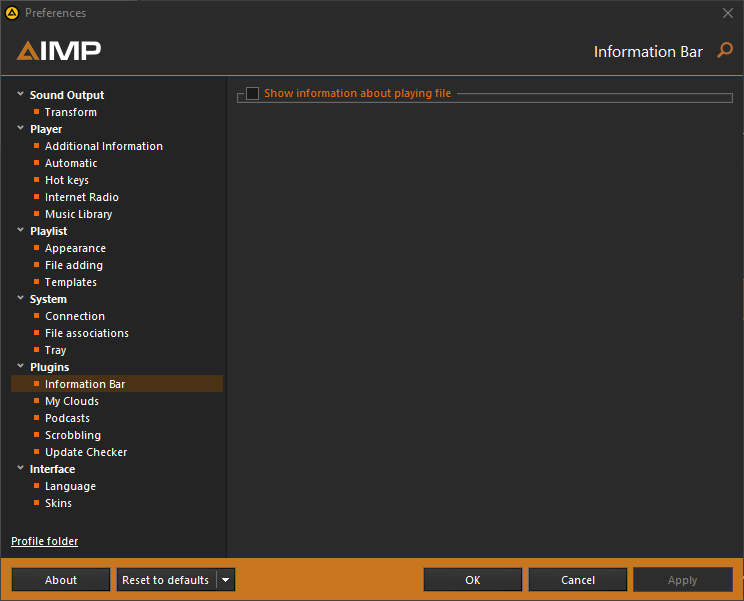 Preferences
AIMP
Information Bar
Sound Output
Transform
Player
Additional Information
Automatic
Hot keys
Internet Radio
Music Library
Playlist
Appearance
File adding
Templates
System
Connection
File associations
Tray
Plugins
Information Bar
My Clouds
Podcasts
Scrobbling
Update Checker
Interface
Language
Skins
Profile folder
Show information about playing file
About
Reset to defaults
OK
Cancel
Apply